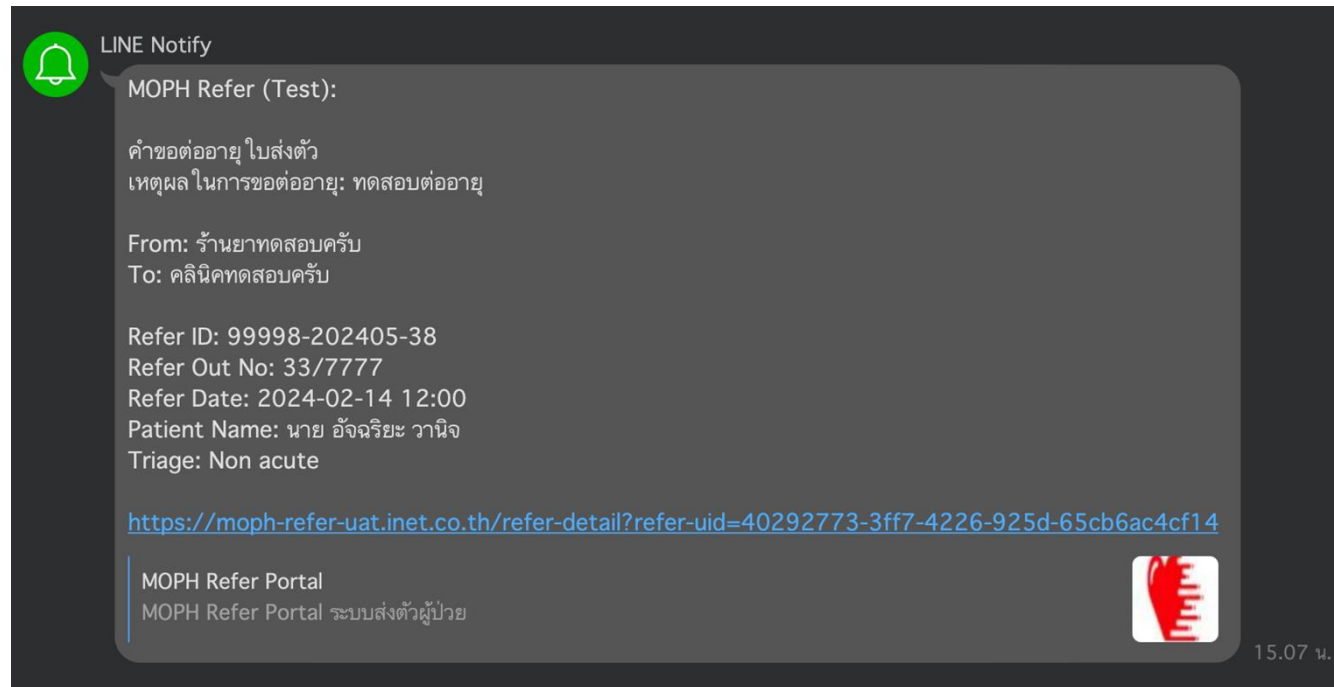 LINE Notify
MOPH Refer (Test):
คำขอต่ออายุใบส่งตัว
เหตุผลในการขอต่ออายุ: ทดสอบต่ออายุ
From: ร้านยาทดสอบครับ
To: คลินิคทดสอบครับ
Refer ID: 99998-202405-38
Refer Out No: 33/7777
Refer Date: 2024-02-14 12:00
Patient Name: นาย อัจฉริยะ วานิจ
Triage: Non acute
https://moph-refer-uat.inet.co.th/refer-detail?refer-uid=40292773-3ff7-4226-925d-65cb6ac4cf14
MOPH Refer Portal
MOPH Refer Portal ระบบส่งตัวผู้ป่วย
15.07 น.